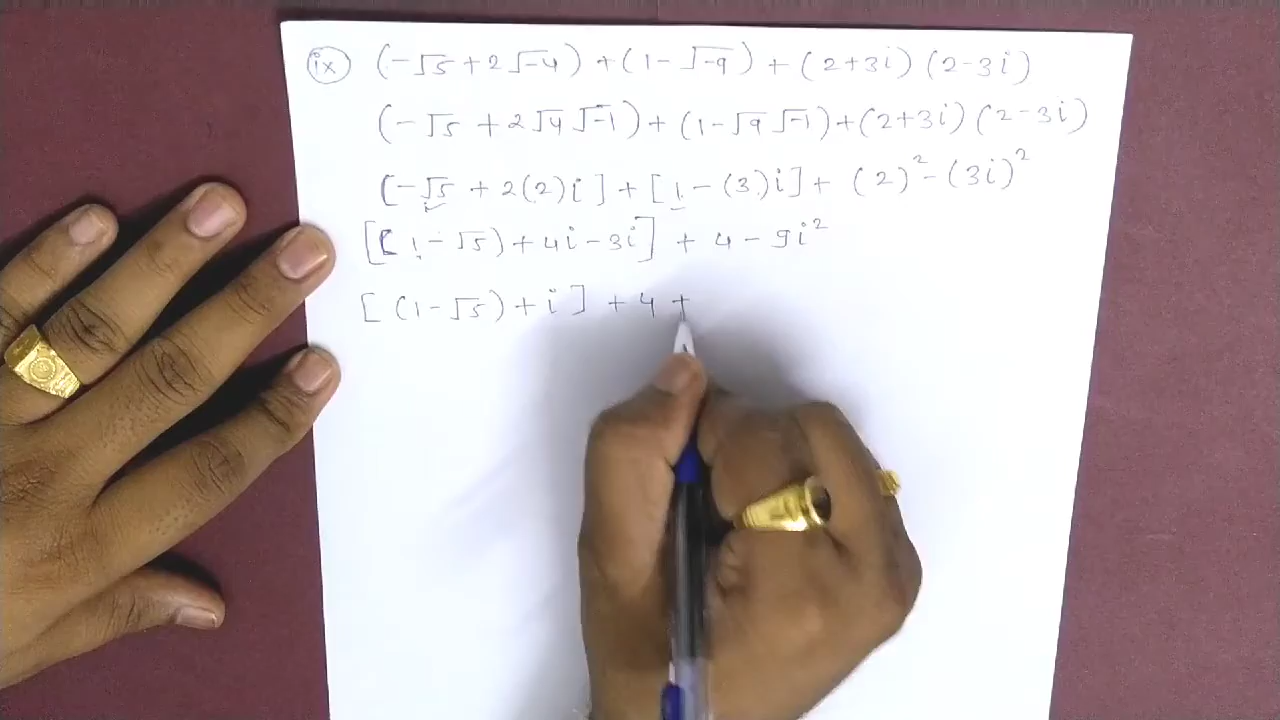 ix (-√5+2√-4)+(1-√-9)+(2+3i)(2-3i)
(-√5+2√4√-1)+(1-√9√-1)+(2+3i)(2-3i)
(-√5+2(2)i]+[1-(3)i]+(2)²-(3i)²
[(1-√5)+4i-3i]+4-9i²
[(1-√5)+i]+4+